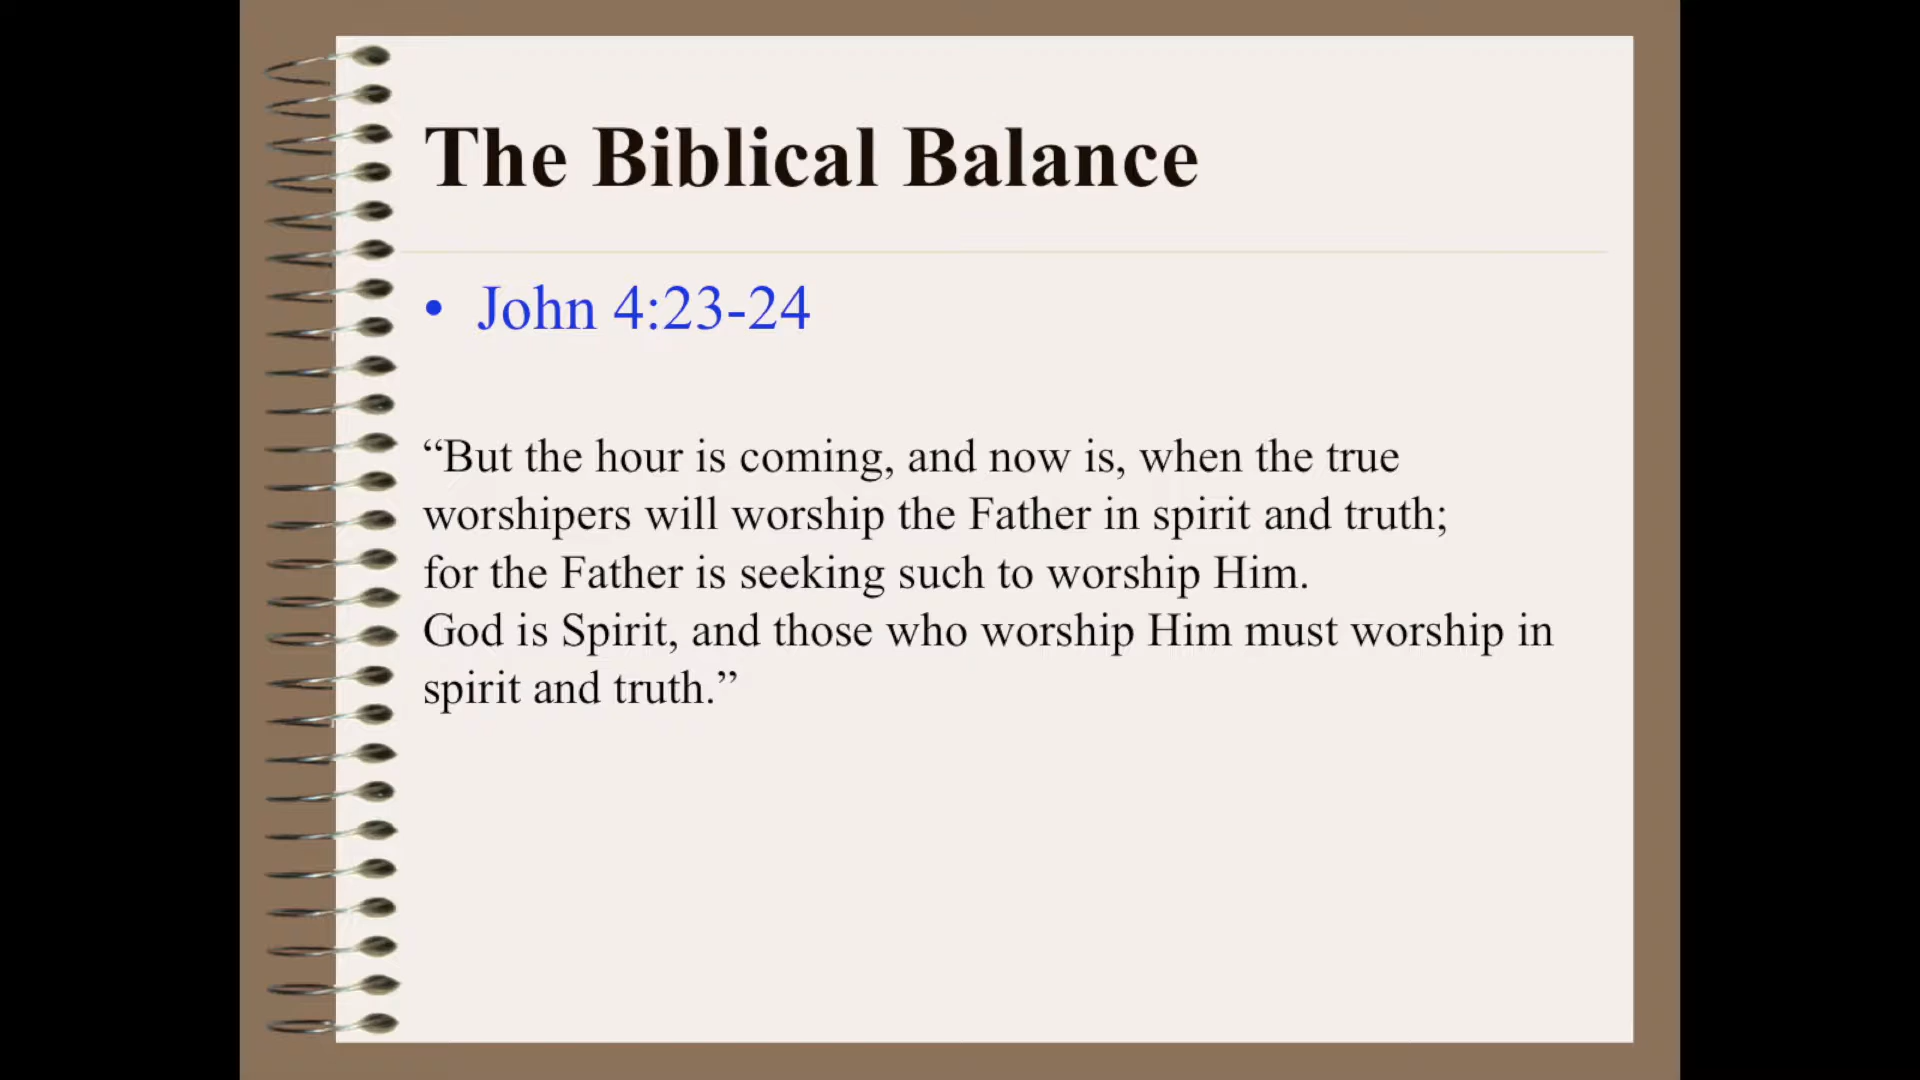 The Biblical Balance
• John 4:23-24
“But the hour is coming, and now is, when the true
worshipers will worship the Father in spirit and truth;
for the Father is seeking such to worship Him.
God is Spirit, and those who worship Him must worship in
spirit and truth.”